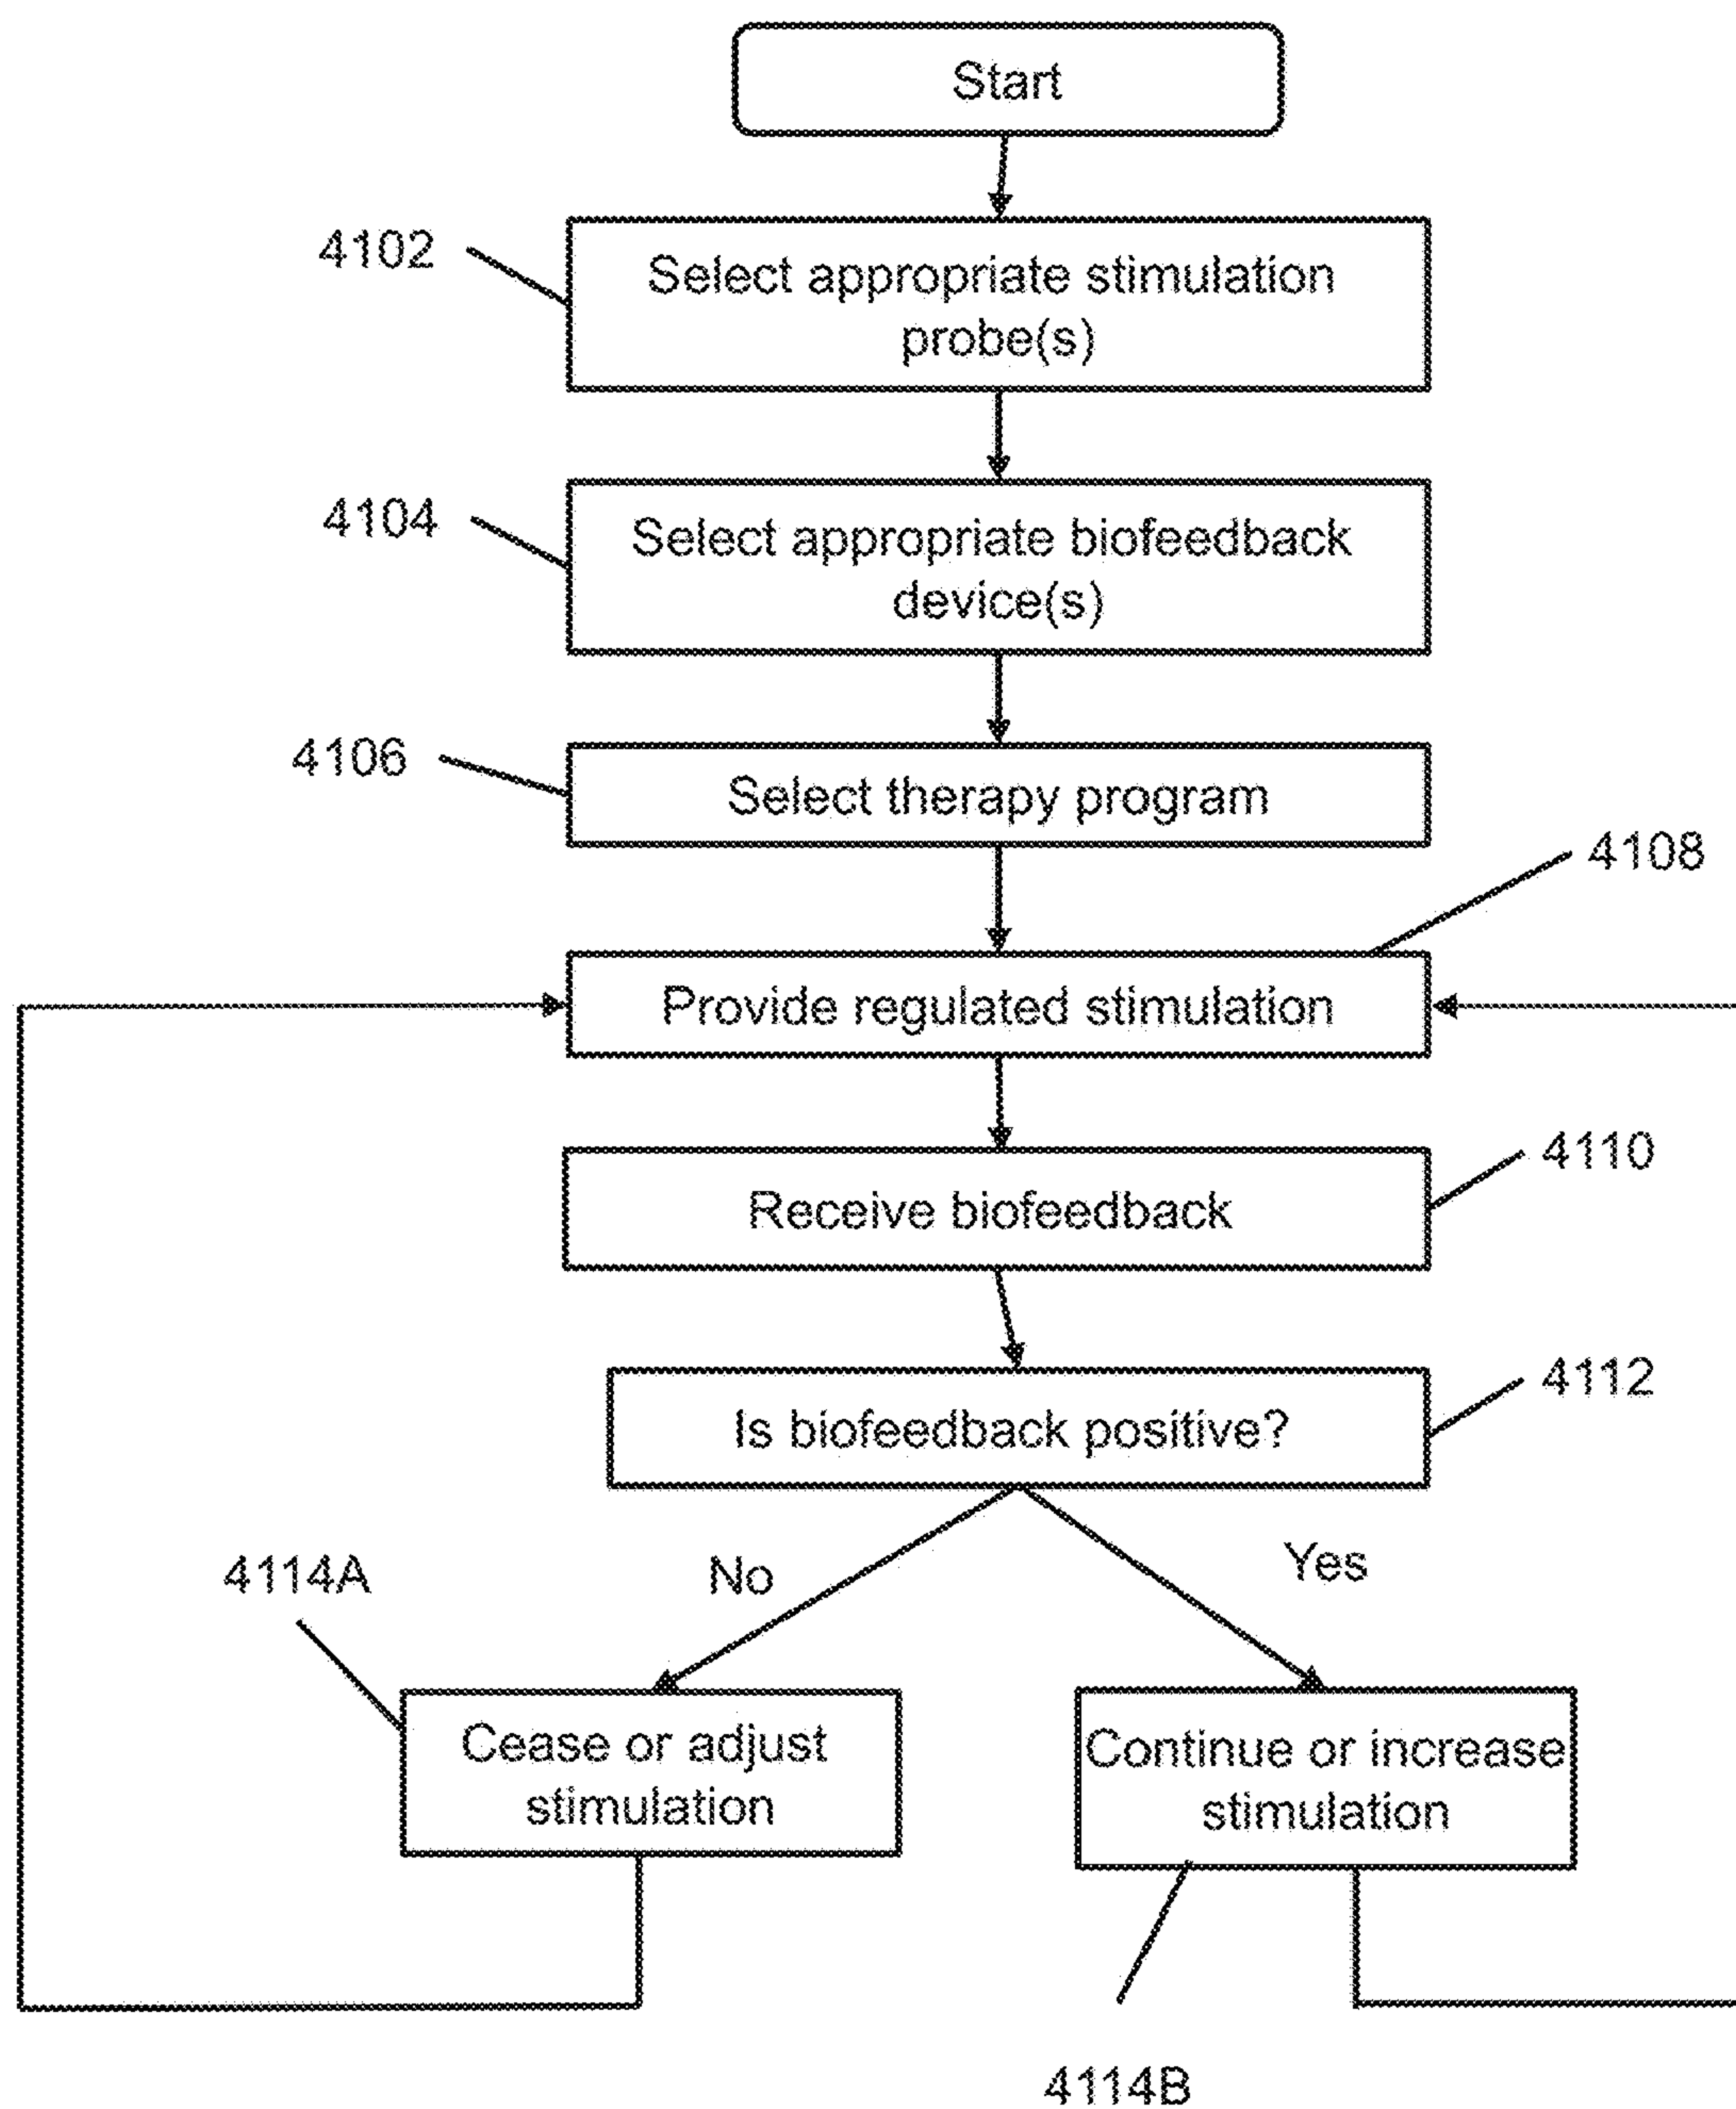 Start
4102
Select appropriate stimulation
probe(s)
4104
Select appropriate biofeedback
device(s)
4106
Select therapy program
4108
Provide regulated stimulation
4110
Receive biofeedback
4112
Is biofeedback positive?
4114A
No
Yes
Cease or adjust
stimulation
Continue or increase
stimulation
4114B